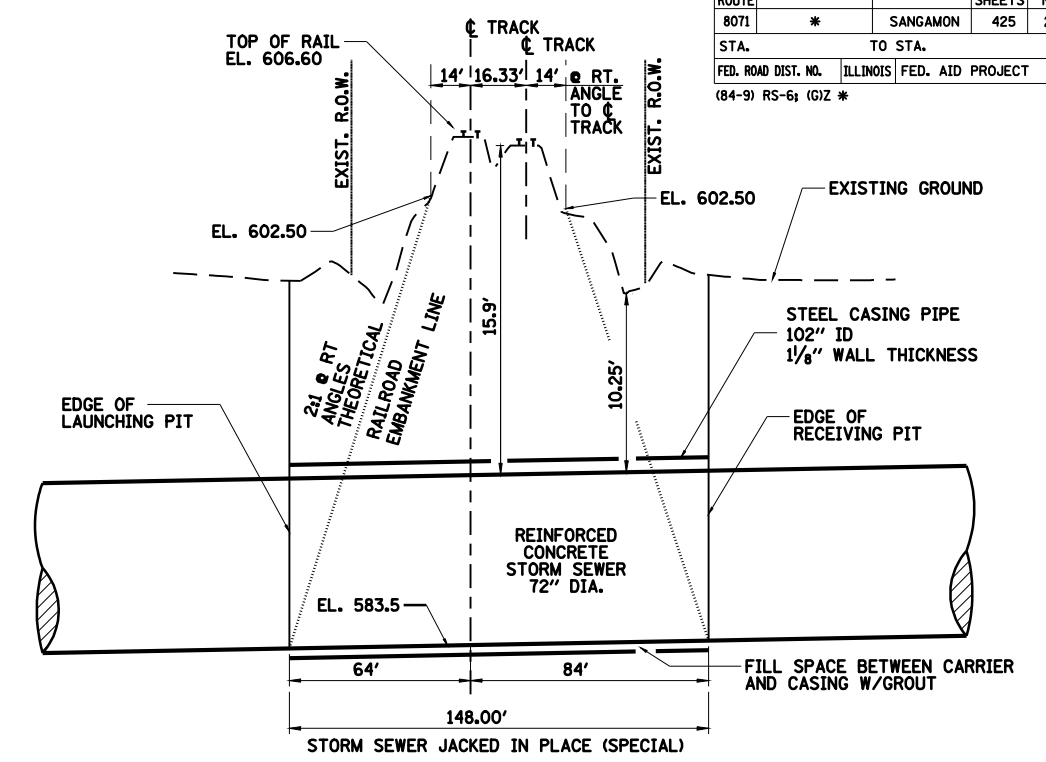 ROUTE
SHEETS
8071 * SANGAMON 425
STA. TO STA.
FED. ROAD DIST. NO. ILLINOIS FED. AID PROJECT
(84-9) RS-6; (G)Z *
℄ TRACK
℄ TRACK
TOP OF RAIL
EL. 606.60
14' 16.33' 14'
@ RT.
ANGLE
TO ℄
TRACK
EXIST. R.O.W.
EXIST. R.O.W.
EL. 602.50
EL. 602.50
EXISTING GROUND
2:1 @ RT
ANGLES
THEORETICAL
RAILROAD
EMBANKMENT LINE
15.9'
10.25'
STEEL CASING PIPE
102" ID
1 1/8" WALL THICKNESS
EDGE OF
LAUNCHING PIT
EDGE OF
RECEIVING PIT
REINFORCED
CONCRETE
STORM SEWER
72" DIA.
EL. 583.5
64' 84'
FILL SPACE BETWEEN CARRIER
AND CASING W/GROUT
148.00'
STORM SEWER JACKED IN PLACE (SPECIAL)